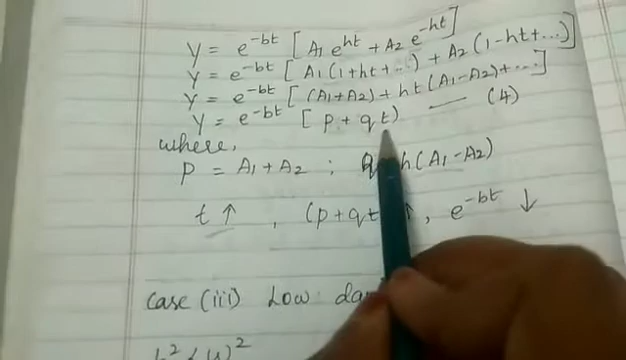 y = e^-bt [ A1 e^ht + A2 e^-ht ]
y = e^-bt [ A1 (1+ht+...) + A2 (1-ht+...) ]
y = e^-bt [ (A1+A2) + ht (A1-A2)+...]
y = e^-bt [ p + qt ) — (4)
where,
p = A1 + A2 ; h (A1-A2)
t ↑ , (p+qt ↑ , e^-bt ↓
Case (iii) Low